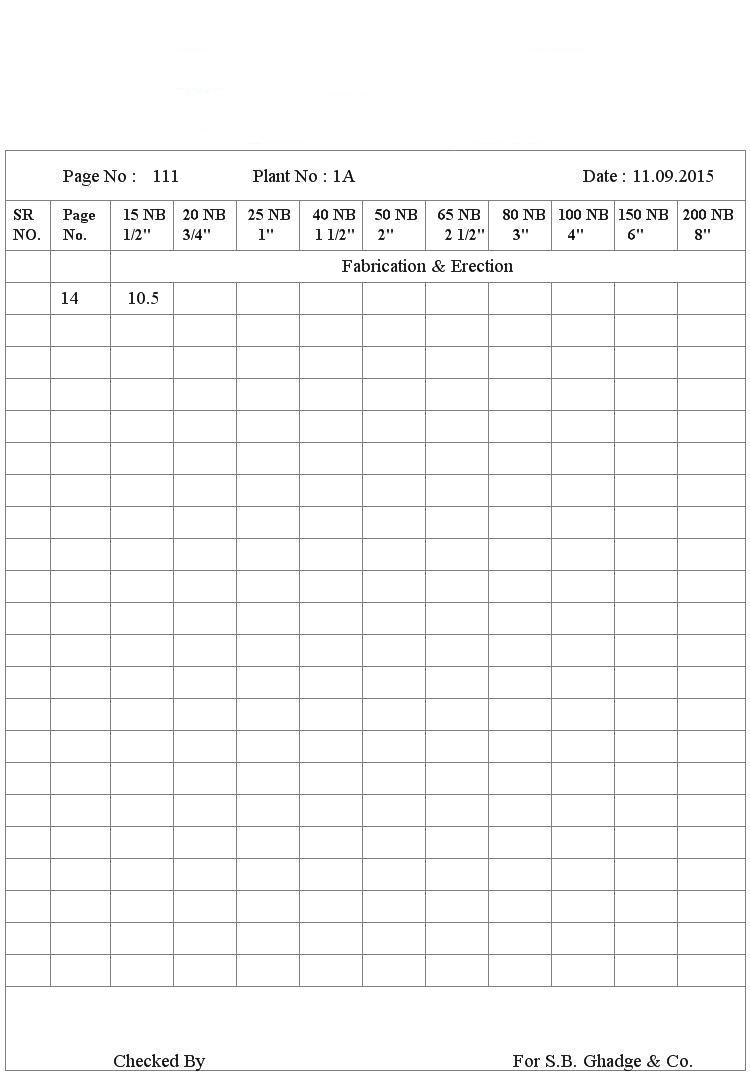 Page No : 111 Plant No : 1A Date : 11.09.2015
SR Page 15 NB 20 NB 25 NB 40 NB 50 NB 65 NB 80 NB 100 NB 150 NB 200 NB
NO. No. 1/2" 3/4" 1" 1 1/2" 2" 2 1/2" 3" 4" 6" 8"
Fabrication & Erection
14 10.5
Checked By For S.B. Ghadge & Co.